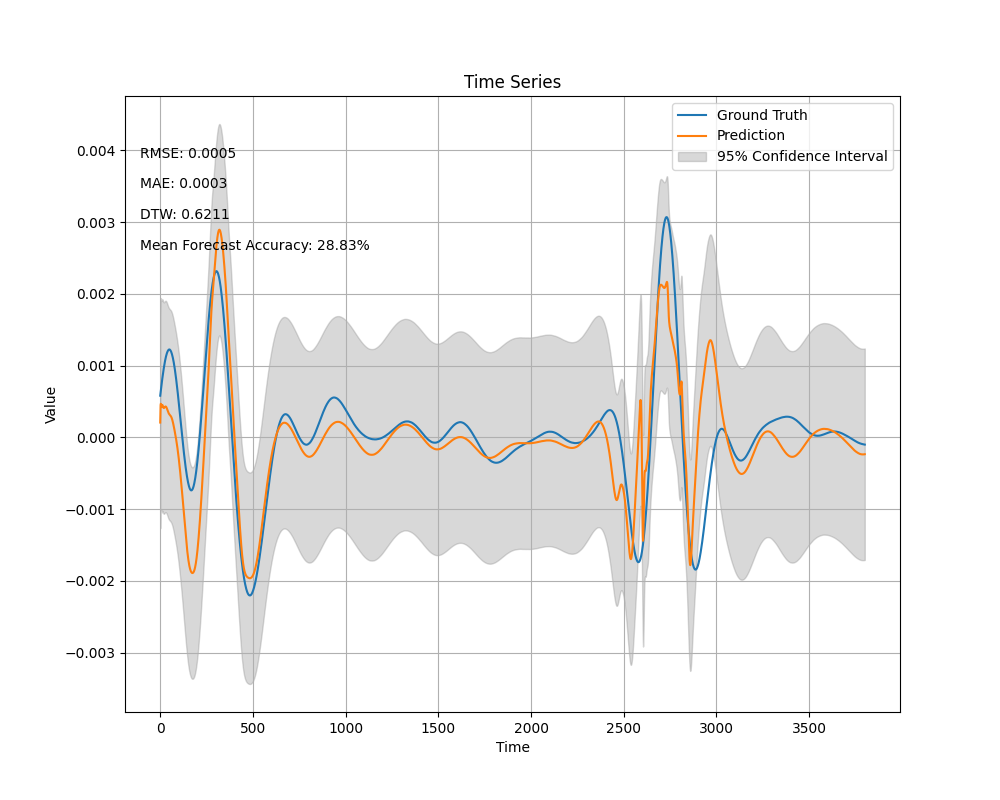 Time Series
Ground Truth
Prediction
95% Confidence Interval
RMSE: 0.0005
MAE: 0.0003
DTW: 0.6211
Mean Forecast Accuracy: 28.83%
Value
0.004
0.003
0.002
0.001
0.000
−0.001
−0.002
−0.003
0 500 1000 1500 2000 2500 3000 3500
Time